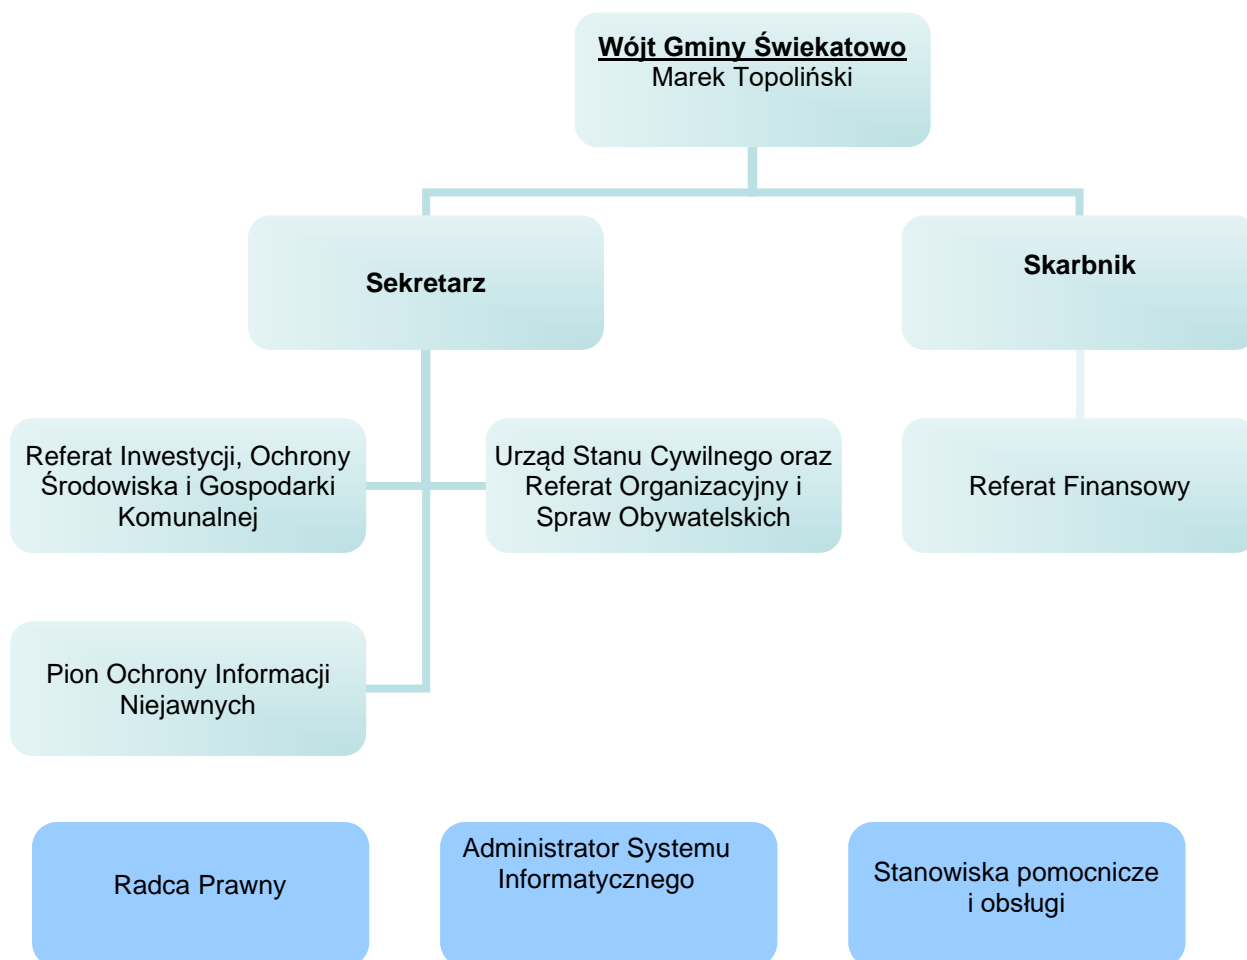 Wójt Gminy Świekatowo
Marek Topoliński
Sekretarz
Skarbnik
Referat Inwestycji, Ochrony
Środowiska i Gospodarki
Komunalnej
Urząd Stanu Cywilnego oraz
Referat Organizacyjny i
Spraw Obywatelskich
Referat Finansowy
Pion Ochrony Informacji
Niejawnych
Radca Prawny
Administrator Systemu
Informatycznego
Stanowiska pomocnicze
i obsługi